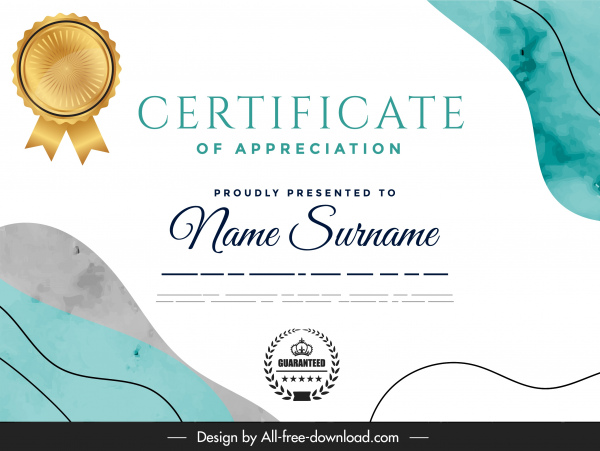 CERTIFICATE
OF APPRECIATION
PROUDLY PRESENTED TO
Name Surname
GUARANTEED
Design by All-free-download.com